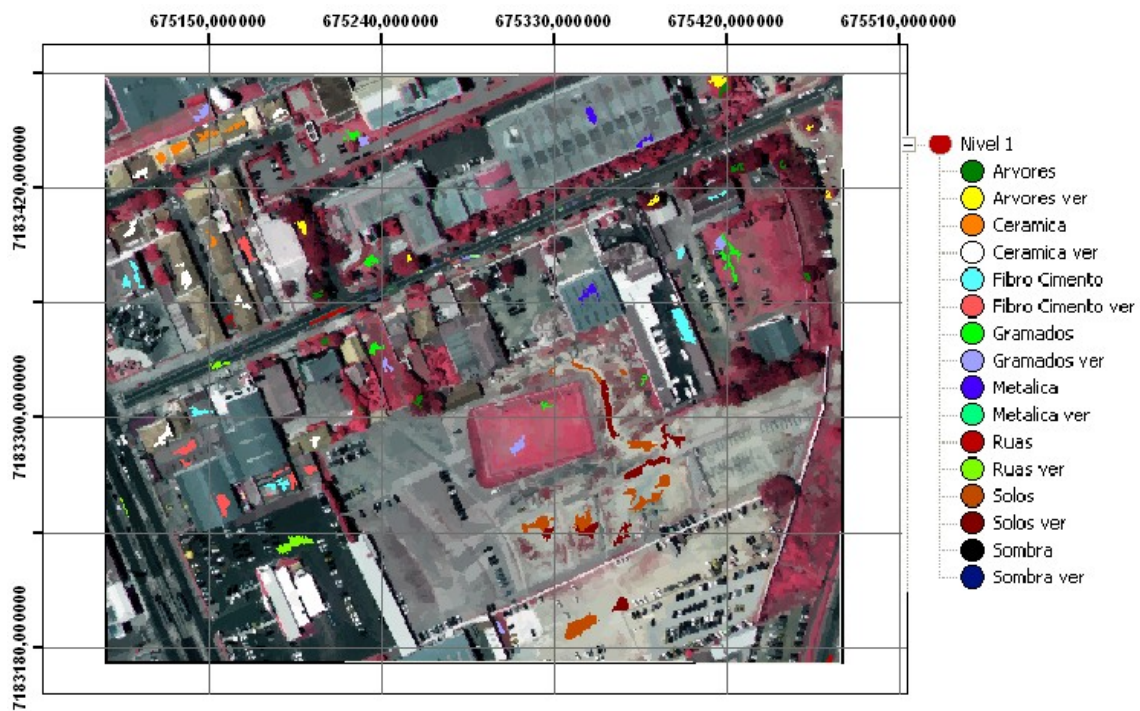 675150,000000 675240,000000 675330,000000 675420,000000 675510,000000
7183420,000000
7183300,000000
7183180,000000
Nivel 1
Arvores
Arvores ver
Ceramica
Ceramica ver
Fibro Cimento
Fibro Cimento ver
Gramados
Gramados ver
Metalica
Metalica ver
Ruas
Ruas ver
Solos
Solos ver
Sombra
Sombra ver